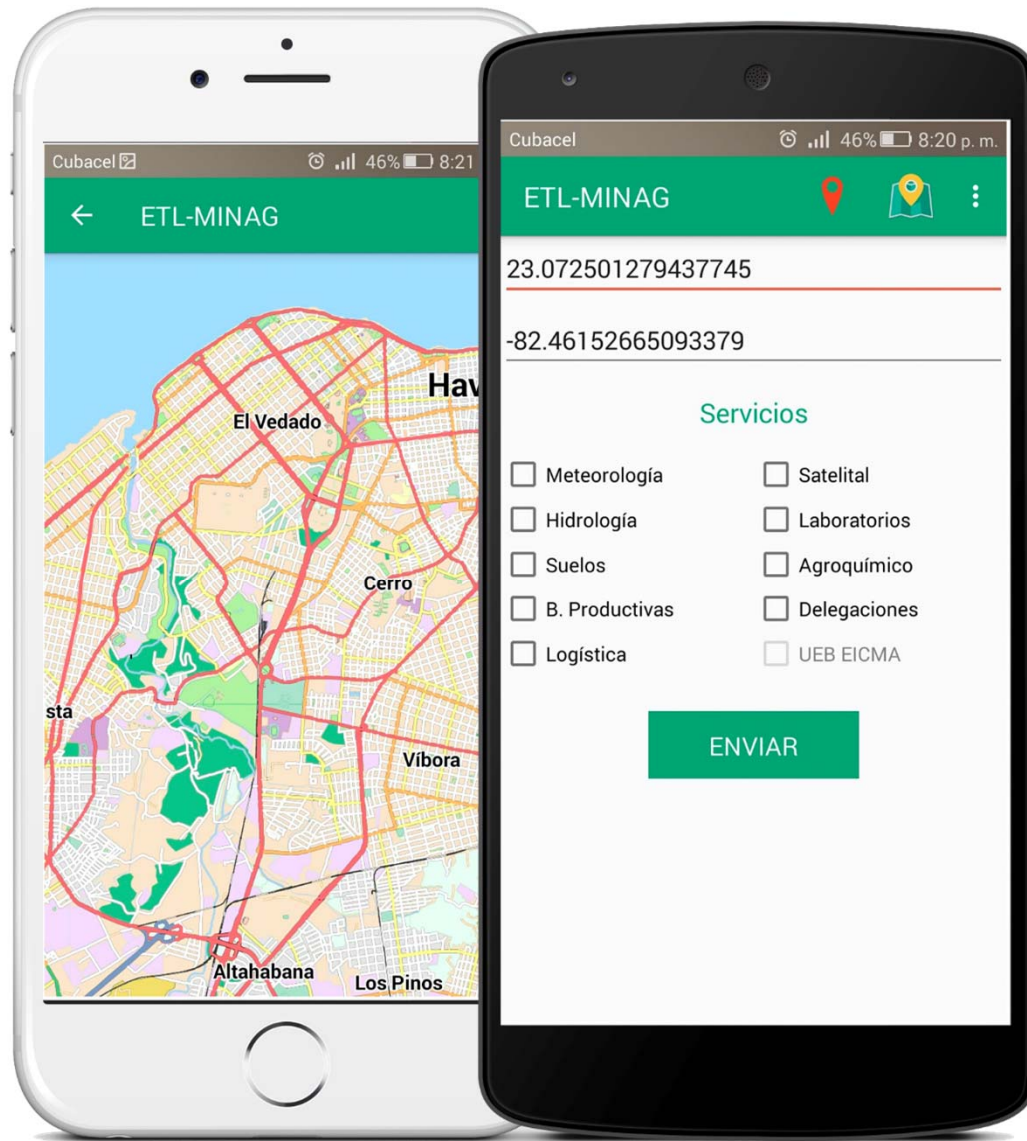 Cubacel 46% 8:21
ETL-MINAG
Hav
El Vedado
Cerro
sta
Víbora
Altahabana
Los Pinos
Cubacel 46% 8:20 p. m.
ETL-MINAG
23.072501279437745
-82.46152665093379
Servicios
Meteorología Satelital
Hidrología Laboratorios
Suelos Agroquímico
B. Productivas Delegaciones
Logística UEB EICMA
ENVIAR